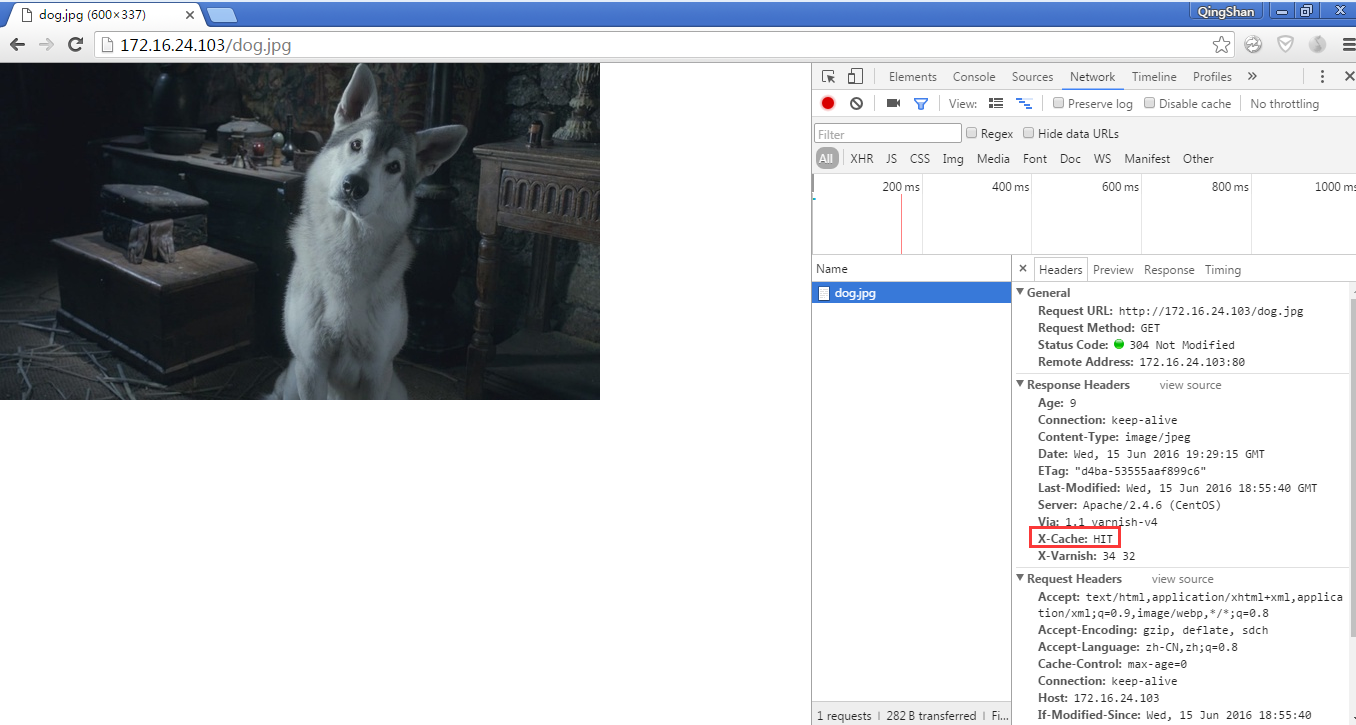 dog.jpg (600×337)
QingShan
172.16.24.103/dog.jpg
Elements Console Sources Network Timeline Profiles »
View: Preserve log Disable cache No throttling
Filter Regex Hide data URLs
All XHR JS CSS Img Media Font Doc WS Manifest Other
200 ms 400 ms 600 ms 800 ms 1000 ms
Name
dog.jpg
× Headers Preview Response Timing
General
Request URL: http://172.16.24.103/dog.jpg
Request Method: GET
Status Code: 304 Not Modified
Remote Address: 172.16.24.103:80
Response Headers view source
Age: 9
Connection: keep-alive
Content-Type: image/jpeg
Date: Wed, 15 Jun 2016 19:29:15 GMT
ETag: "d4ba-53555aaf899c6"
Last-Modified: Wed, 15 Jun 2016 18:55:40 GMT
Server: Apache/2.4.6 (CentOS)
Via: 1.1 varnish-v4
X-Cache: HIT
X-Varnish: 34 32
Request Headers view source
Accept: text/html,application/xhtml+xml,applica
tion/xml;q=0.9,image/webp,*/*;q=0.8
Accept-Encoding: gzip, deflate, sdch
Accept-Language: zh-CN,zh;q=0.8
Cache-Control: max-age=0
Connection: keep-alive
Host: 172.16.24.103
If-Modified-Since: Wed, 15 Jun 2016 18:55:40
1 requests | 282 B transferred | Fi...